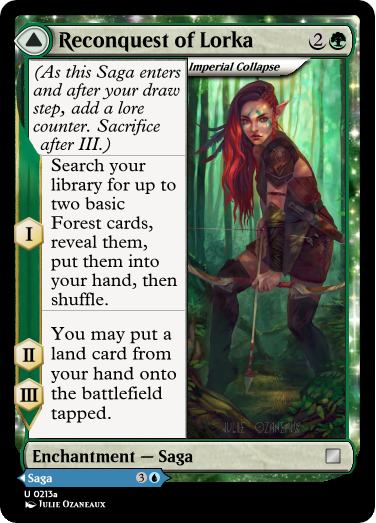 Reconquest of Lorka 2
Imperial Collapse
(As this Saga enters
and after your draw
step, add a lore
counter. Sacrifice
after III.)
I
Search your
library for up to
two basic
Forest cards,
reveal them,
put them into
your hand, then
shuffle.
II
III
You may put a
land card from
your hand onto
the battlefield
tapped.
Enchantment — Saga
Saga 3
U 0213a
Julie Ozaneaux
JULIE OZANEAUX